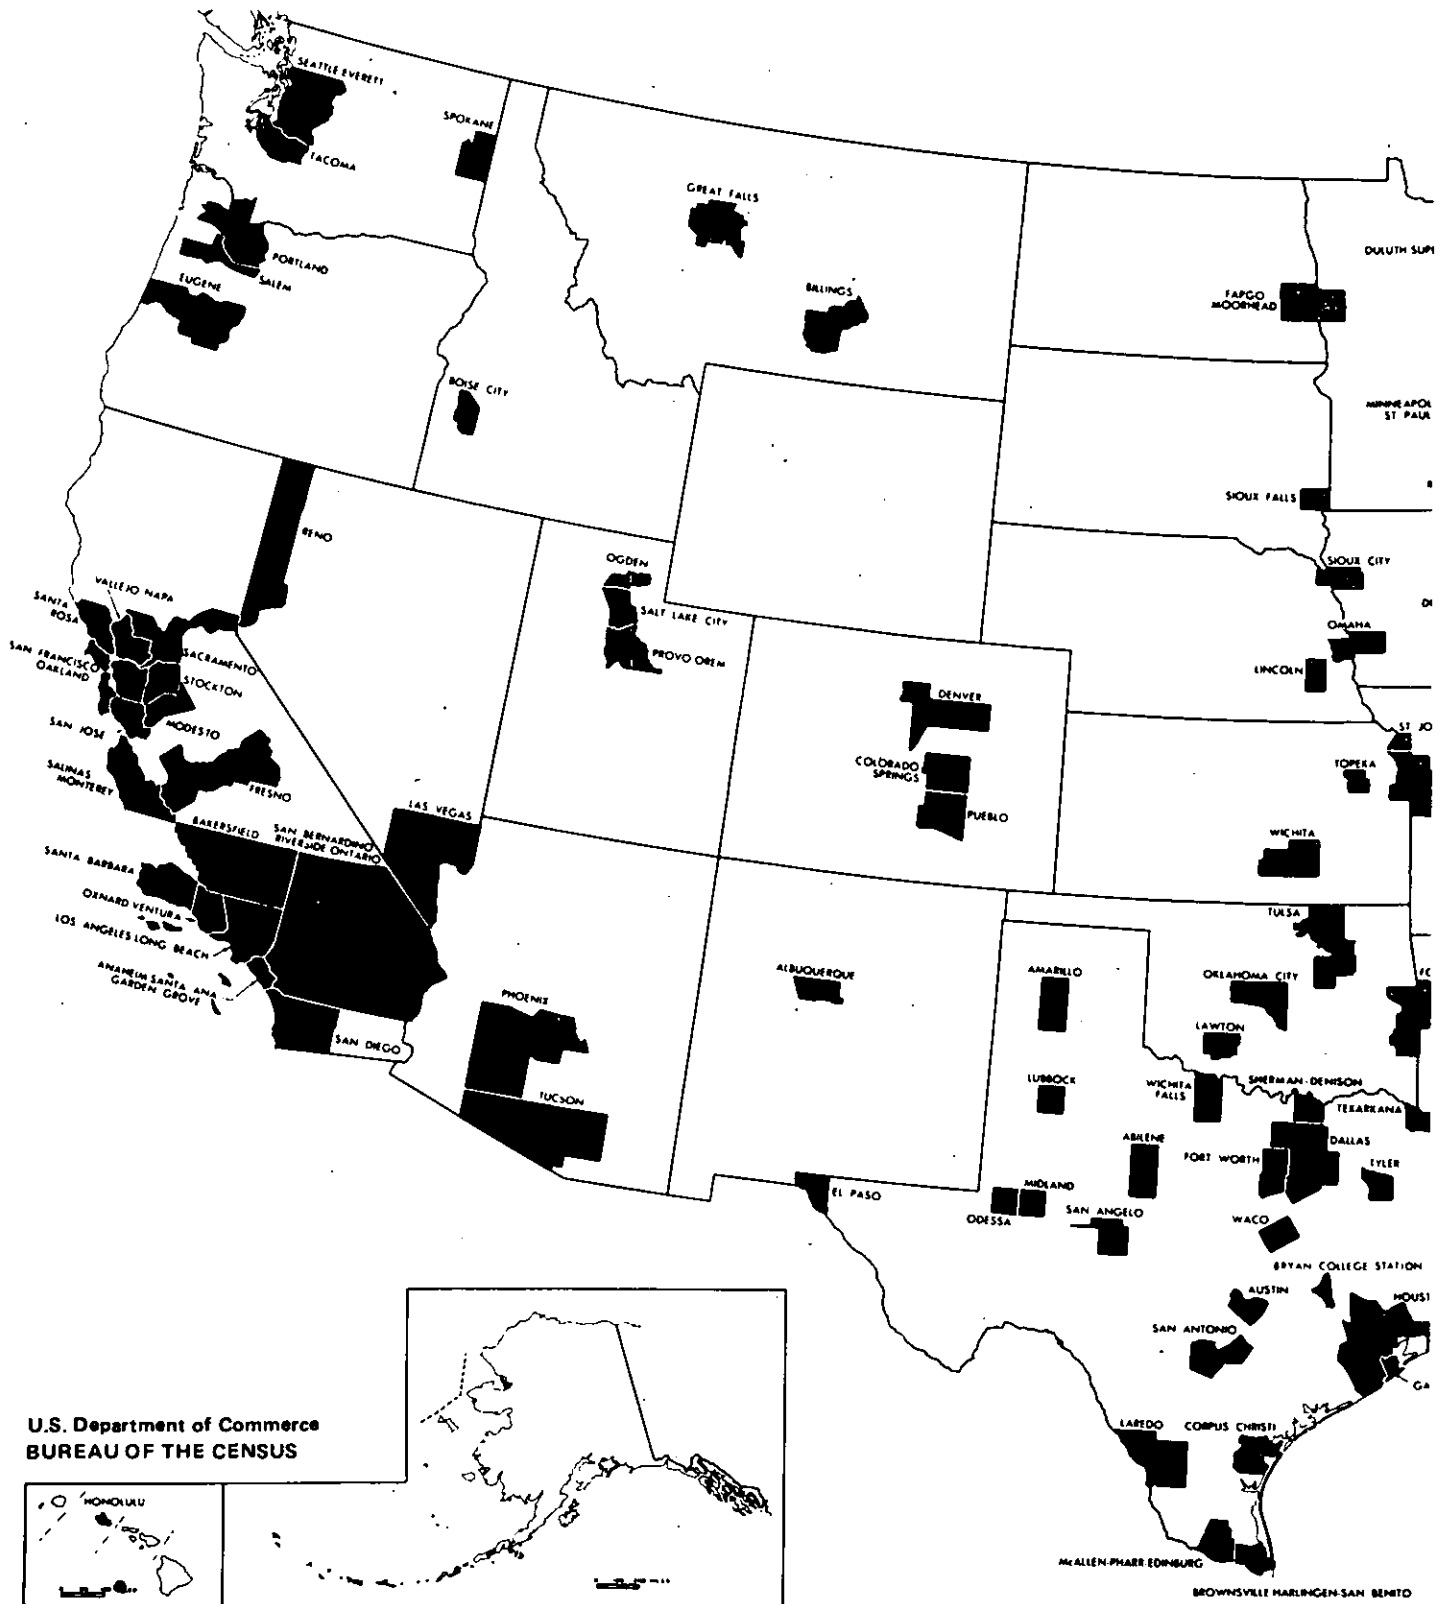 SEATTLE EVERETT
SPOKANE
TACOMA
GREAT FALLS
PORTLAND
SALEM
EUGENE
BILLINGS
DULUTH SUPE
FARGO
MOORHEAD
BOISE CITY
MINNEAPOL
ST PAUL
SIOUX FALLS
RENO
OGDEN
SIOUX CITY
VALLEJO NAPA
SANTA
ROSA
SALT LAKE CITY
OMAHA
SACRAMENTO
PROVO OREM
SAN FRANCISCO
OAKLAND
STOCKTON
LINCOLN
DENVER
SAN JOSE
MODESTO
ST JO
SALINAS
MONTEREY
FRESNO
COLORADO
SPRINGS
TOPEKA
PUEBLO
LAS VEGAS
BAKERSFIELD
SAN BERNARDINO
RIVERSIDE ONTARIO
WICHITA
SANTA BARBARA
OXNARD VENTURA
LOS ANGELES LONG BEACH
TULSA
ANAHEIM SANTA ANA
GARDEN GROVE
ALBUQUERQUE
AMARILLO
OKLAHOMA CITY
FO
PHOENIX
LAWTON
SAN DIEGO
TUCSON
LUBBOCK
WICHITA
FALLS
SHERMAN-DENISON
TEXARKANA
ABILENE
DALLAS
FORT WORTH
TYLER
EL PASO
MIDLAND
ODESSA
SAN ANGELO
WACO
BRYAN COLLEGE STATION
AUSTIN
HOUST
SAN ANTONIO
GA
U.S. Department of Commerce
BUREAU OF THE CENSUS
LAREDO
CORPUS CHRISTI
HONOLULU
McALLEN-PHARR-EDINBURG
BROWNSVILLE HARLINGEN-SAN BENITO